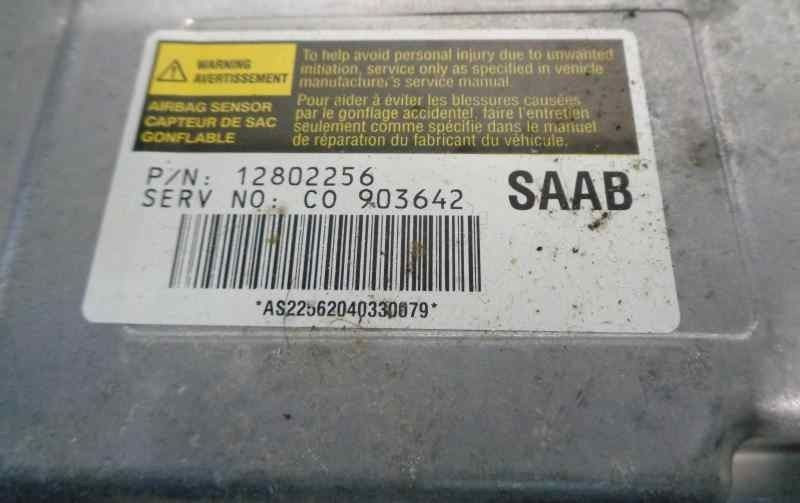 WARNING
AVERTISSEMENT
AIRBAG SENSOR
CAPTEUR DE SAC
GONFLABLE
To help avoid personal injury due to unwanted
initiation, service only as specified in vehicle
manufacturer's service manual.
Pour aider à éviter les blessures causées
par le gonflage accidentel, faire l'entretien
seulement comme spécifie dans le manuel
de réparation du fabricant du véhicule.
P/N: 12802256
SERV NO: CO 903642
SAAB
*AS22562040330079*